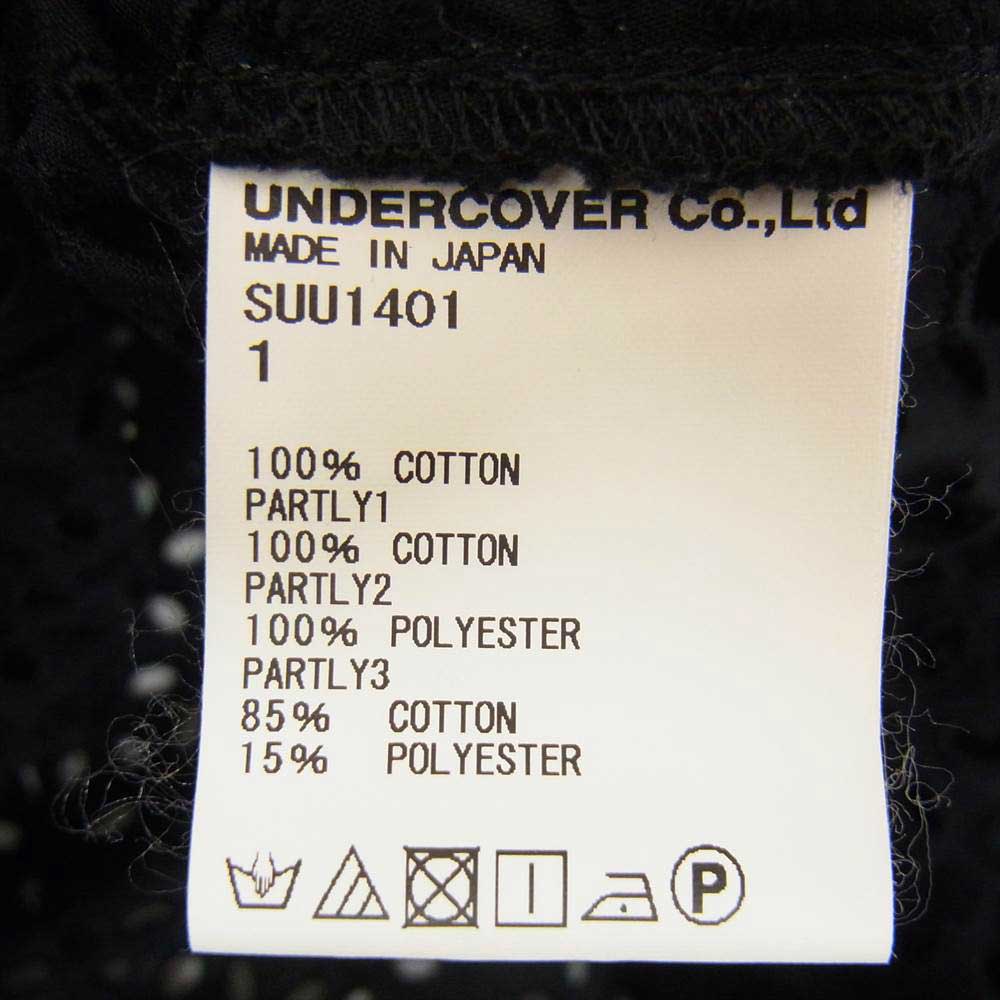 UNDERCOVER Co.,Ltd
MADE IN JAPAN
SUU1401
1
100% COTTON
PARTLY1
100% COTTON
PARTLY2
100% POLYESTER
PARTLY3
85% COTTON
15% POLYESTER
P